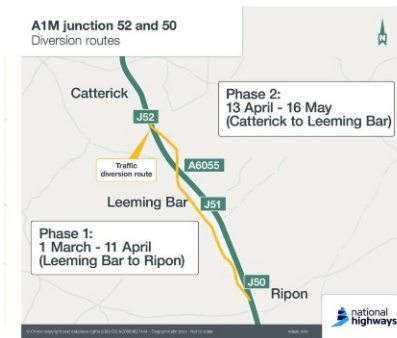 A1M junction 52 and 50
Diversion routes
N
Catterick
Phase 2:
13 April - 16 May
(Catterick to Leeming Bar)
J52
Traffic
diversion route
A6055
Leeming Bar
J51
Phase 1:
1 March - 11 April
(Leeming Bar to Ripon)
J50
Ripon
national
highways